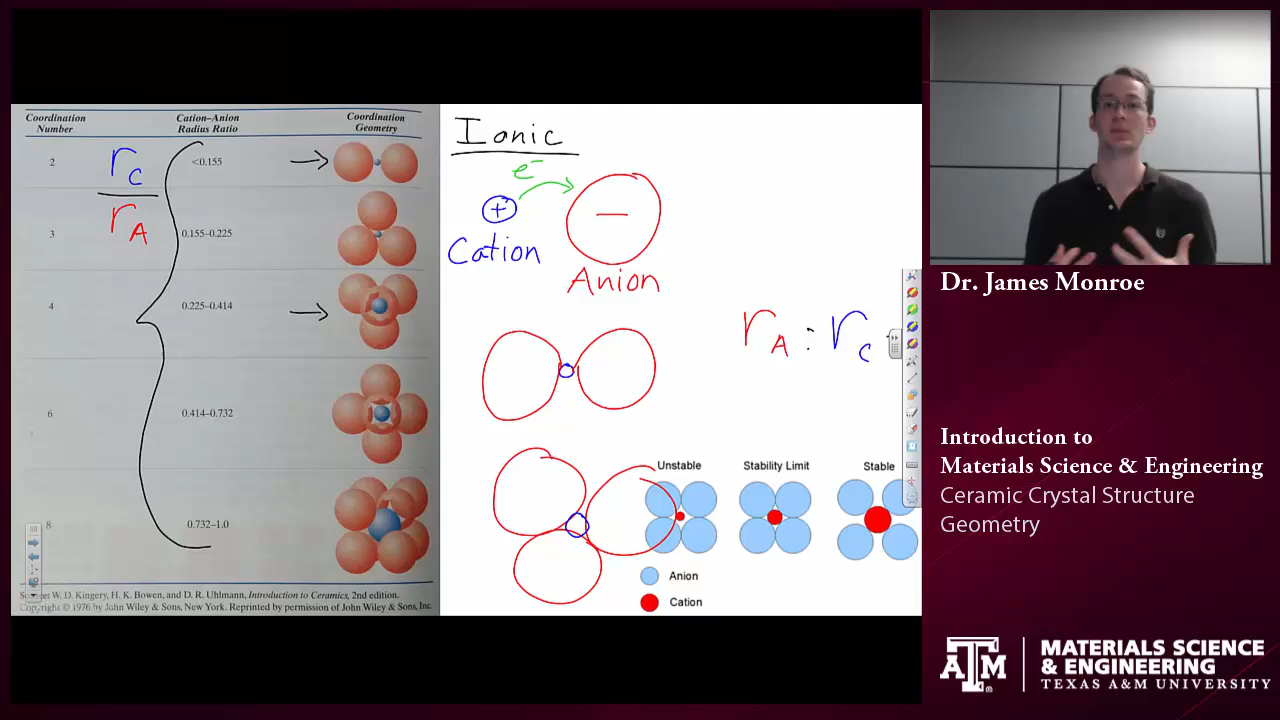 Coordination Number
Cation–Anion Radius Ratio
Coordination Geometry
2
<0.155
3
0.155–0.225
4
0.225–0.414
6
0.414–0.732
8
0.732–1.0
rC
rA
W. D. Kingery, H. K. Bowen, and D. R. Uhlmann, Introduction to Ceramics, 2nd edition.
Copyright © 1976 by John Wiley & Sons, New York. Reprinted by permission of John Wiley & Sons, Inc.
Ionic
e-
+
−
Cation
Anion
rA : rC
Unstable
Stability Limit
Stable
Anion
Cation
Dr. James Monroe
Introduction to
Materials Science & Engineering
Ceramic Crystal Structure
Geometry
ATM
MATERIALS SCIENCE
& ENGINEERING
TEXAS A&M UNIVERSITY